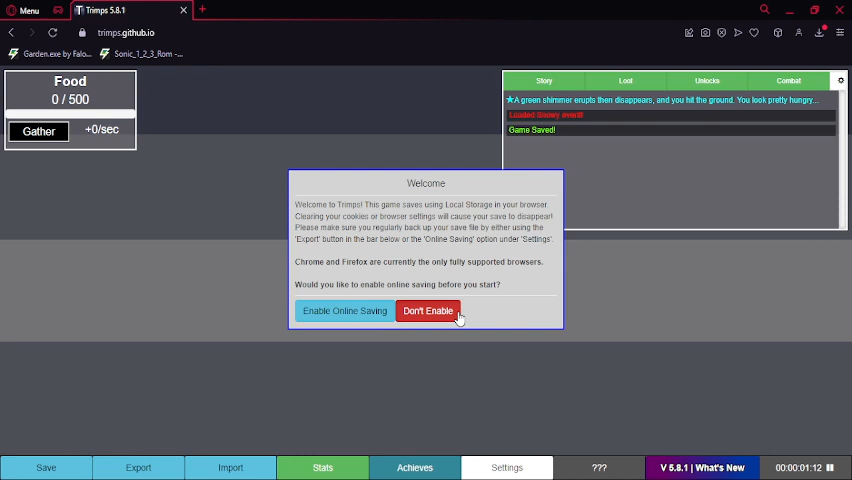 Menu
Trimps 5.8.1
trimps.github.io
Garden.exe by Falo...
Sonic_1_2_3_Rom -...
Food
0 / 500
Gather
+0/sec
Story
Loot
Unlocks
Combat
A green shimmer erupts then disappears, and you hit the ground. You look pretty hungry...
Loaded Snowy event!
Game Saved!
Welcome
Welcome to Trimps! This game saves using Local Storage in your browser.
Clearing your cookies or browser settings will cause your save to disappear!
Please make sure you regularly back up your save file by either using the
'Export' button in the bar below or the 'Online Saving' option under 'Settings'.
Chrome and Firefox are currently the only fully supported browsers.
Would you like to enable online saving before you start?
Enable Online Saving
Don't Enable
Save
Export
Import
Stats
Achieves
Settings
???
V 5.8.1 | What's New
00:00:01:12